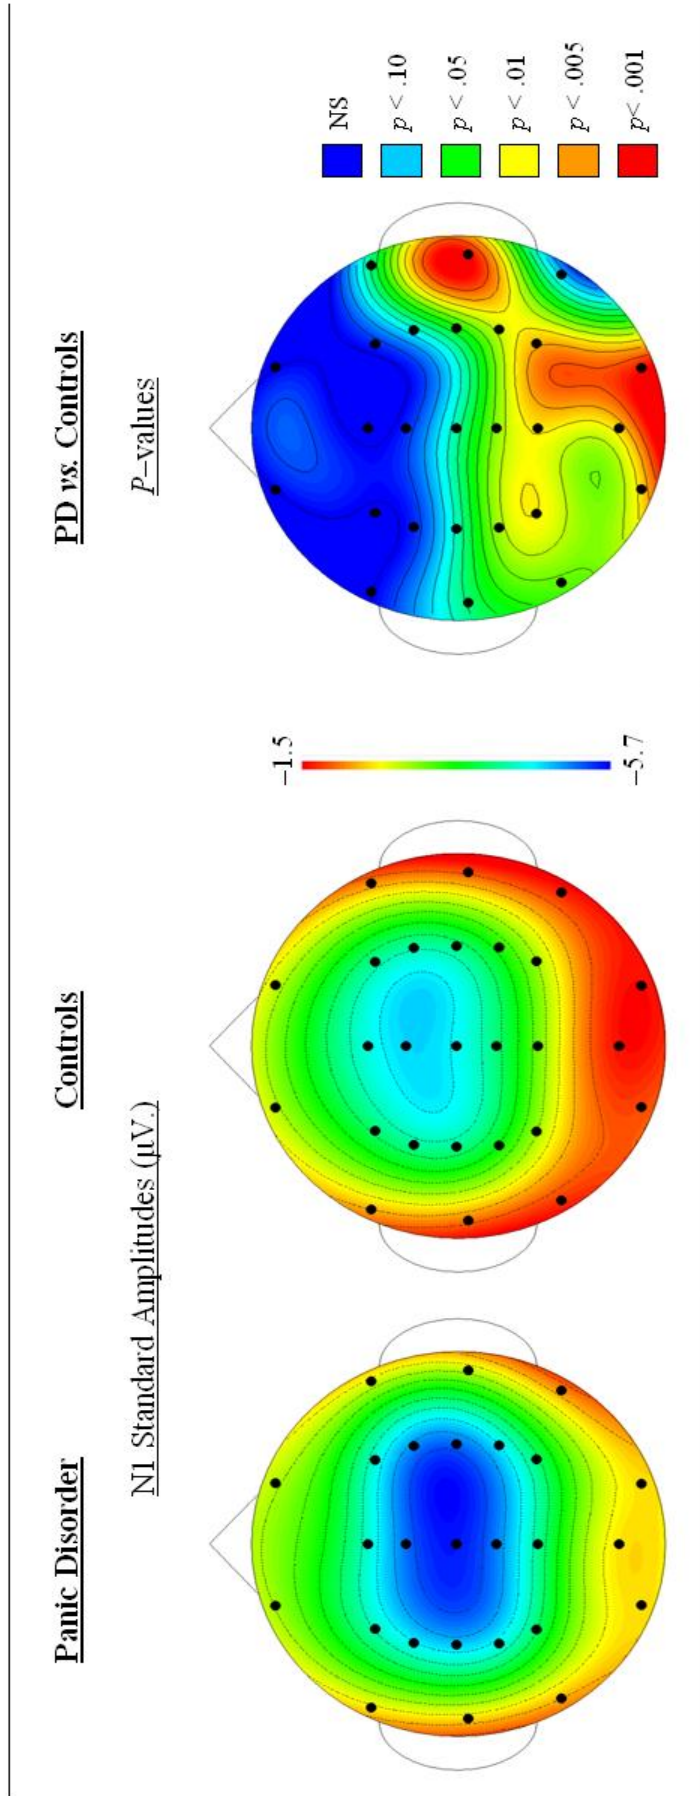 Panic Disorder
Controls
PD vs. Controls
N1 Standard Amplitudes (µV.)
P–values
–1.5
–5.7
NS
p < .10
p < .05
p < .01
p < .005
p< .001